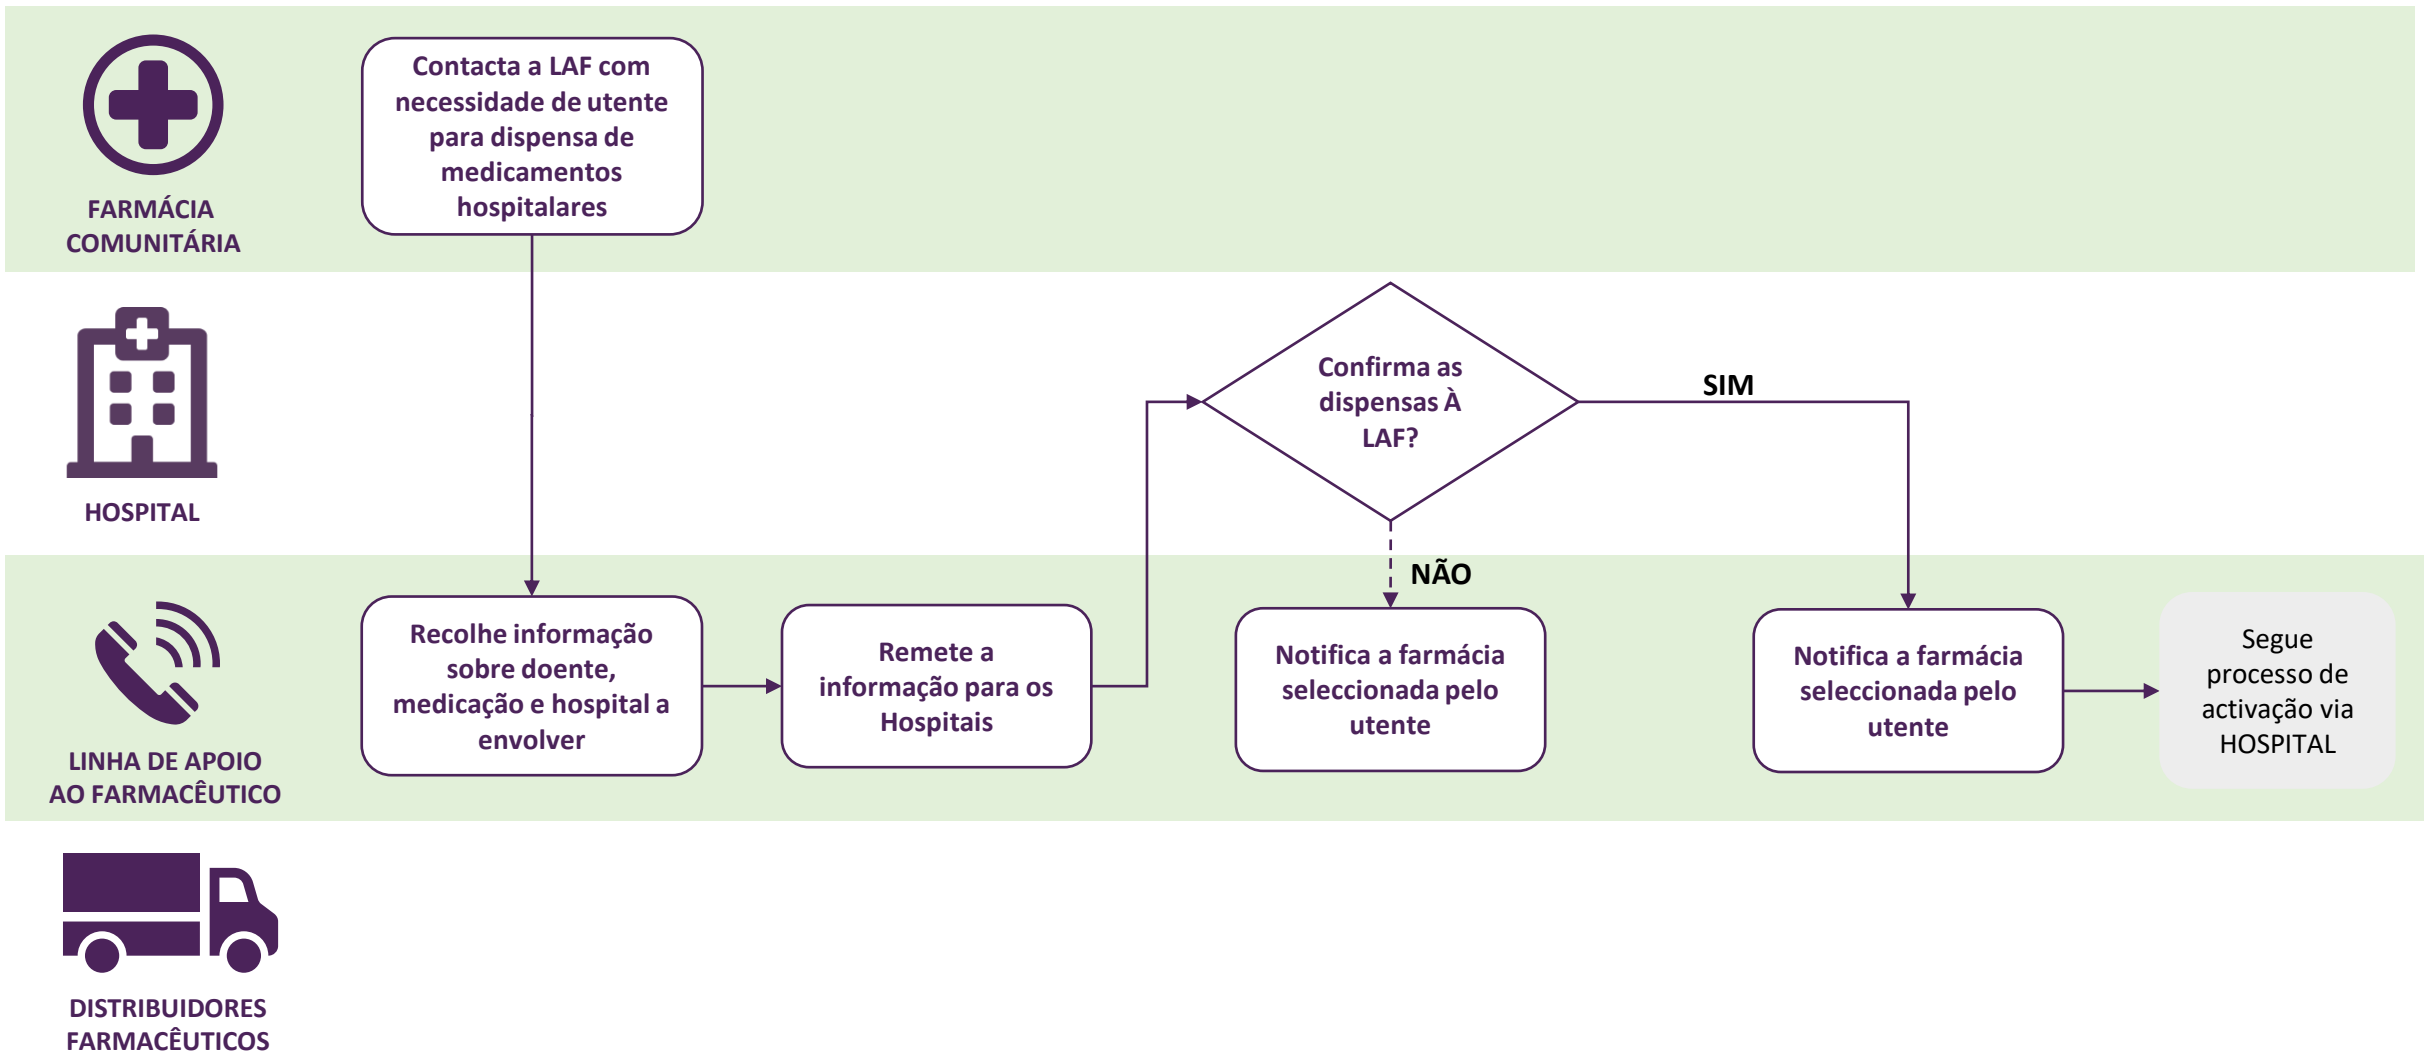 FARMÁCIA
COMUNITÁRIA
Contacta a LAF com
necessidade de utente
para dispensa de
medicamentos
hospitalares
HOSPITAL
Confirma as
dispensas À
LAF?
SIM
NÃO
LINHA DE APOIO
AO FARMACÊUTICO
Recolhe informação
sobre doente,
medicação e hospital a
envolver
Remete a
informação para os
Hospitais
Notifica a farmácia
seleccionada pelo
utente
Notifica a farmácia
seleccionada pelo
utente
Segue
processo de
activação via
HOSPITAL
DISTRIBUIDORES
FARMACÊUTICOS